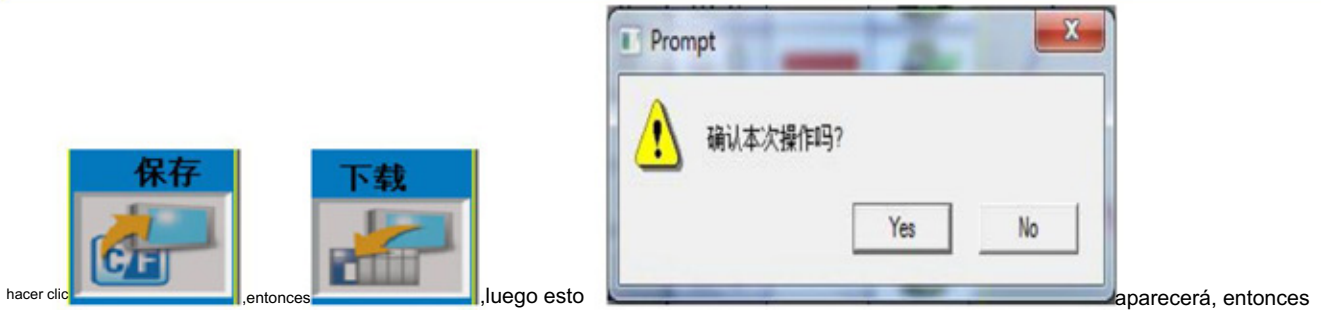 Prompt
X
确认本次操作吗?
保存
下载
CF
Yes No
hacer clic ,entonces ,luego esto aparecerá, entonces